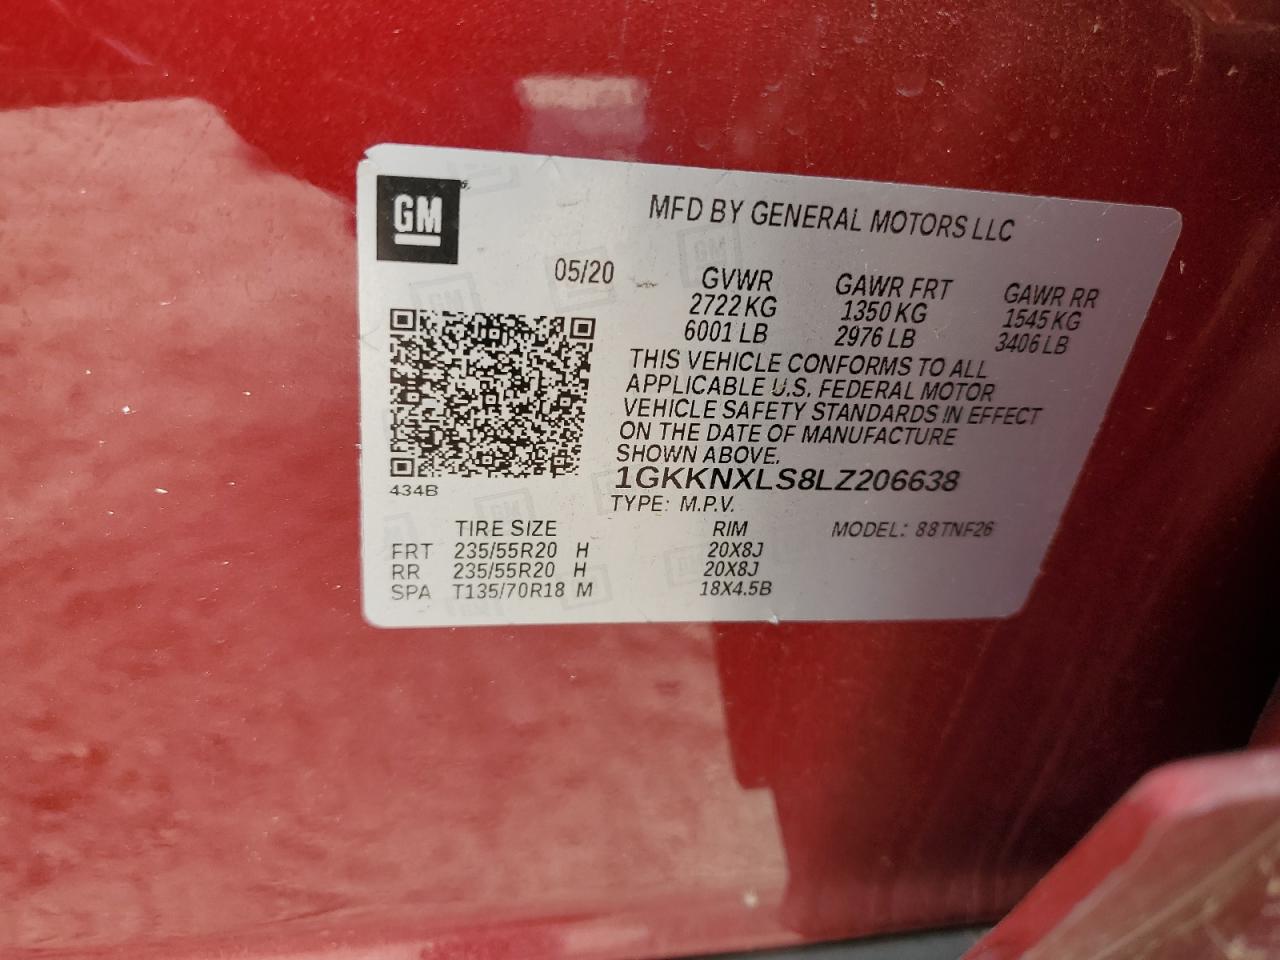 GM
MFD BY GENERAL MOTORS LLC
05/20
GVWR GAWR FRT GAWR RR
2722 KG 1350 KG 1545 KG
6001 LB 2976 LB 3406 LB
THIS VEHICLE CONFORMS TO ALL
APPLICABLE U.S. FEDERAL MOTOR
VEHICLE SAFETY STANDARDS IN EFFECT
ON THE DATE OF MANUFACTURE
SHOWN ABOVE.
1GKKNXLS8LZ206638
434B
TYPE: M.P.V.
TIRE SIZE RIM MODEL: 88TNF26
FRT 235/55R20 H 20X8J
RR 235/55R20 H 20X8J
SPA T135/70R18 M 18X4.5B